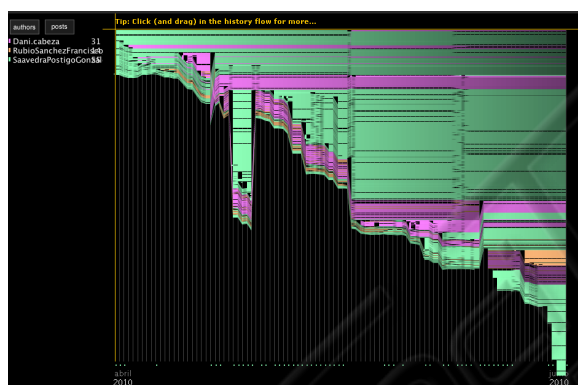 Tip: Click (and drag) in the history flow for more...
authors posts
Dani.cabeza 31
RubioSanchezFrancisco
abril
2010
2010